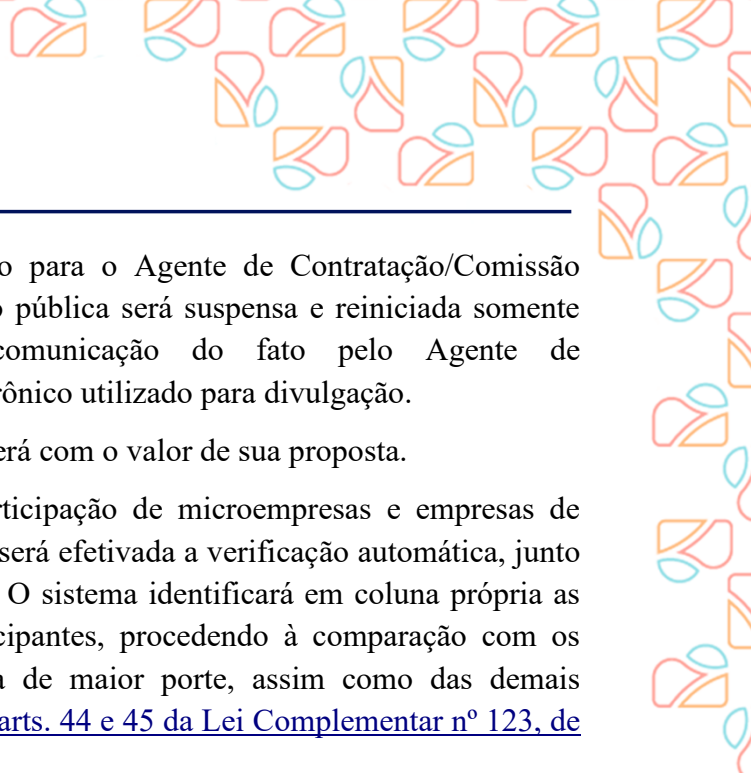 o para o Agente de Contratação/Comissão
o pública será suspensa e reiniciada somente
comunicação do fato pelo Agente de
rônico utilizado para divulgação.
erá com o valor de sua proposta.
rticipação de microempresas e empresas de
será efetivada a verificação automática, junto
O sistema identificará em coluna própria as
cipantes, procedendo à comparação com os
a de maior porte, assim como das demais
arts. 44 e 45 da Lei Complementar nº 123, de